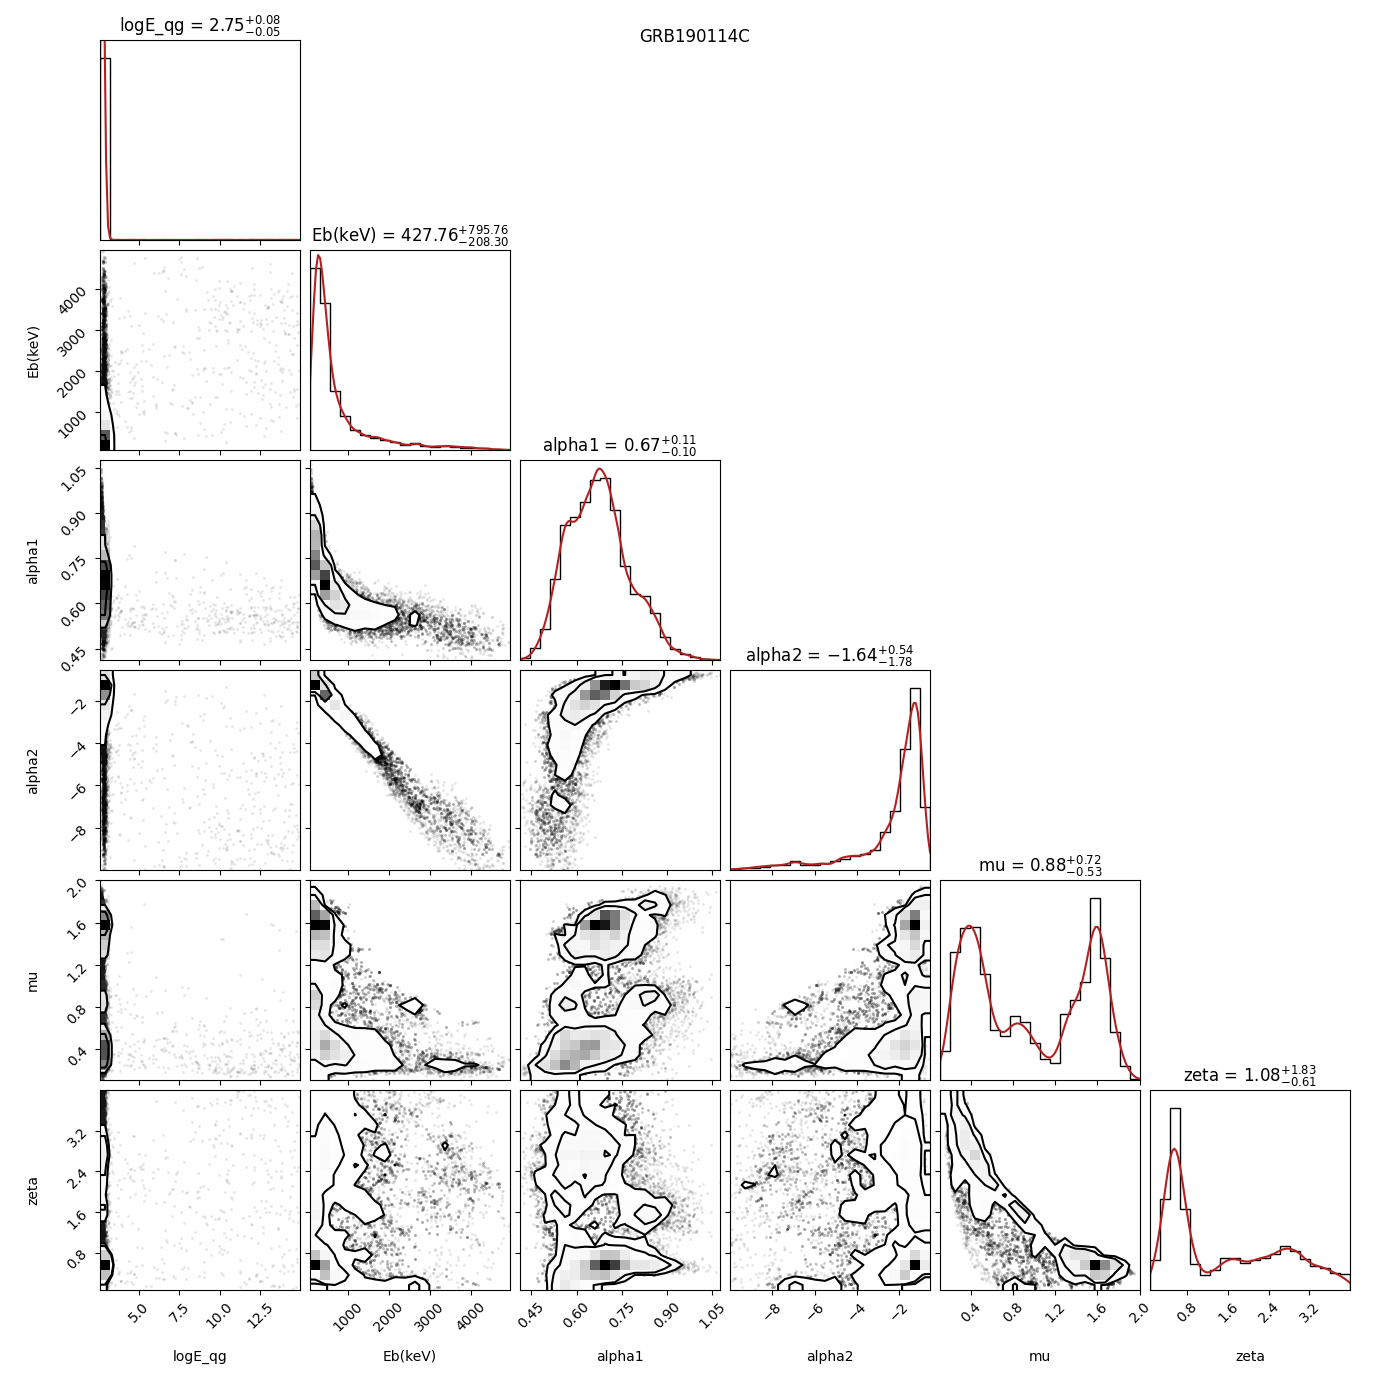 GRB190114C
logE_qg = 2.75 +0.08 −0.05
Eb(keV) = 427.76 +795.76 −208.30
Eb(keV)
4000
3000
2000
1000
alpha1 = 0.67 +0.11 −0.10
alpha1
1.05
0.90
0.75
0.60
0.45
alpha2 = −1.64 +0.54 −1.78
alpha2
−2
−4
−6
−8
mu = 0.88 +0.72 −0.53
mu
2.0
1.6
1.2
0.8
0.4
zeta = 1.08 +1.83 −0.61
zeta
3.2
2.4
1.6
0.8
5.0 7.5 10.0 12.5 1000 2000 3000 4000 0.45 0.60 0.75 0.90 1.05 −8 −6 −4 −2 0.4 0.8 1.2 1.6 2.0 0.8 1.6 2.4 3.2
logE_qg Eb(keV) alpha1 alpha2 mu zeta